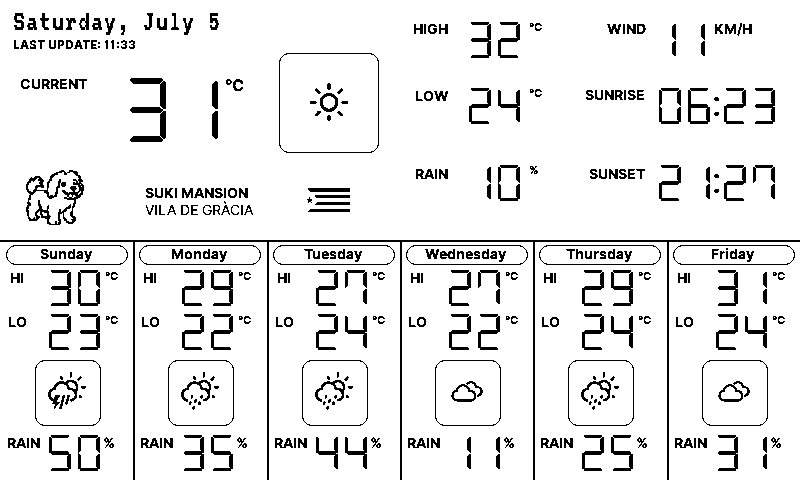 Saturday, July 5
LAST UPDATE: 11:33
CURRENT 31 °C
SUKI MANSION
VILA DE GRÀCIA
HIGH 32 °C
LOW 24 °C
RAIN 10 %
WIND 11 KM/H
SUNRISE 06:23
SUNSET 21:27
Sunday
HI 30 °C
LO 23 °C
RAIN 50 %
Monday
HI 29 °C
LO 22 °C
RAIN 35 %
Tuesday
HI 27 °C
LO 24 °C
RAIN 44 %
Wednesday
HI 27 °C
LO 22 °C
RAIN 11 %
Thursday
HI 29 °C
LO 24 °C
RAIN 25 %
Friday
HI 31 °C
LO 24 °C
RAIN 31 %